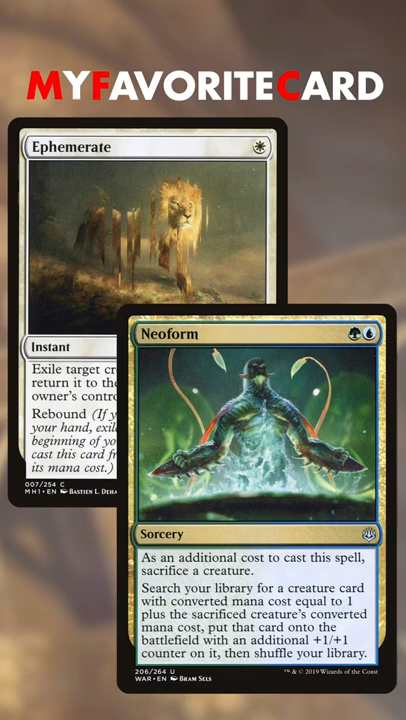 MYFAVORITECARD
Ephemerate
Instant
Exile target cr
return it to the
owner's contro
Rebound (If y
your hand, exil
beginning of yo
cast this card fr
its mana cost.)
007/254 C
MH1 • EN BASTIEN L. DEHA
Neoform
Sorcery
As an additional cost to cast this spell,
sacrifice a creature.
Search your library for a creature card
with converted mana cost equal to 1
plus the sacrificed creature's converted
mana cost, put that card onto the
battlefield with an additional +1/+1
counter on it, then shuffle your library.
206/264 U
WAR • EN BRAM SELS
™ & © 2019 Wizards of the Coast